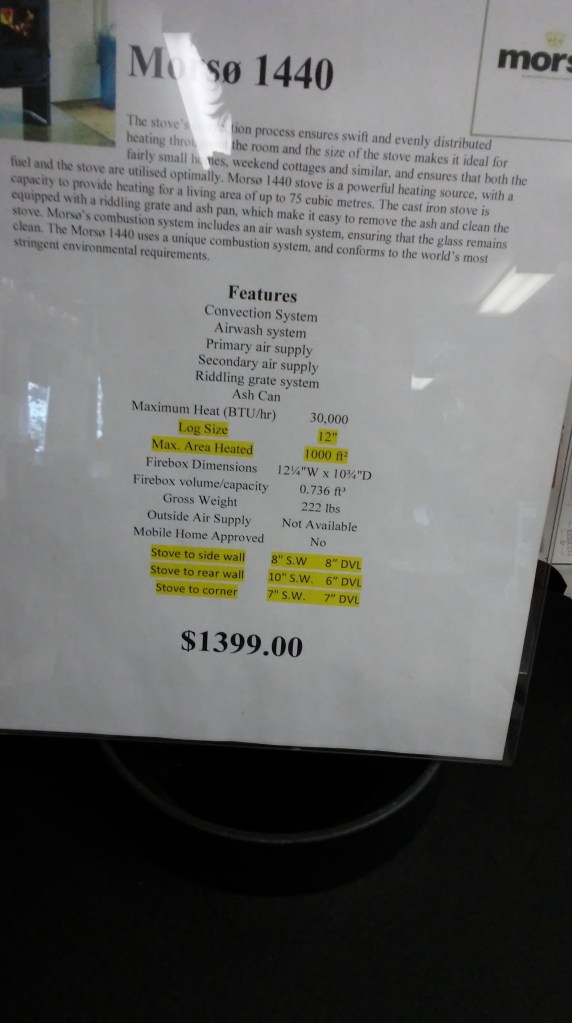 mors
Morsø 1440
The stove's tion process ensures swift and evenly distributed
heating the room and the size of the stove makes it ideal for
fairly small weekend cottages and similar, and ensures that both the
fuel and the stove are utilised optimally. Morsø 1440 stove is a powerful heating source, with a
capacity to provide heating for a living area of up to 75 cubic metres. The cast iron stove is
equipped with a riddling grate and ash pan, which make it easy to remove the ash and clean the
stove. Morsø's combustion system includes an air wash system, ensuring that the glass remains
clean. The Morsø 1440 uses a unique combustion system, and conforms to the world's most
stringent environmental requirements.
Features
Convection System
Airwash system
Primary air supply
Secondary air supply
Riddling grate system
Ash Can
Maximum Heat (BTU/hr) 30,000
Log Size 12"
Max. Area Heated 1000 ft²
Firebox Dimensions 12¼"W x 10¾"D
Firebox volume/capacity 0.736 ft³
Gross Weight 222 lbs
Outside Air Supply Not Available
Mobile Home Approved No
Stove to side wall 8" S.W 8" DVL
Stove to rear wall 10" S.W. 6" DVL
Stove to corner 7" S.W. 7" DVL
$1399.00